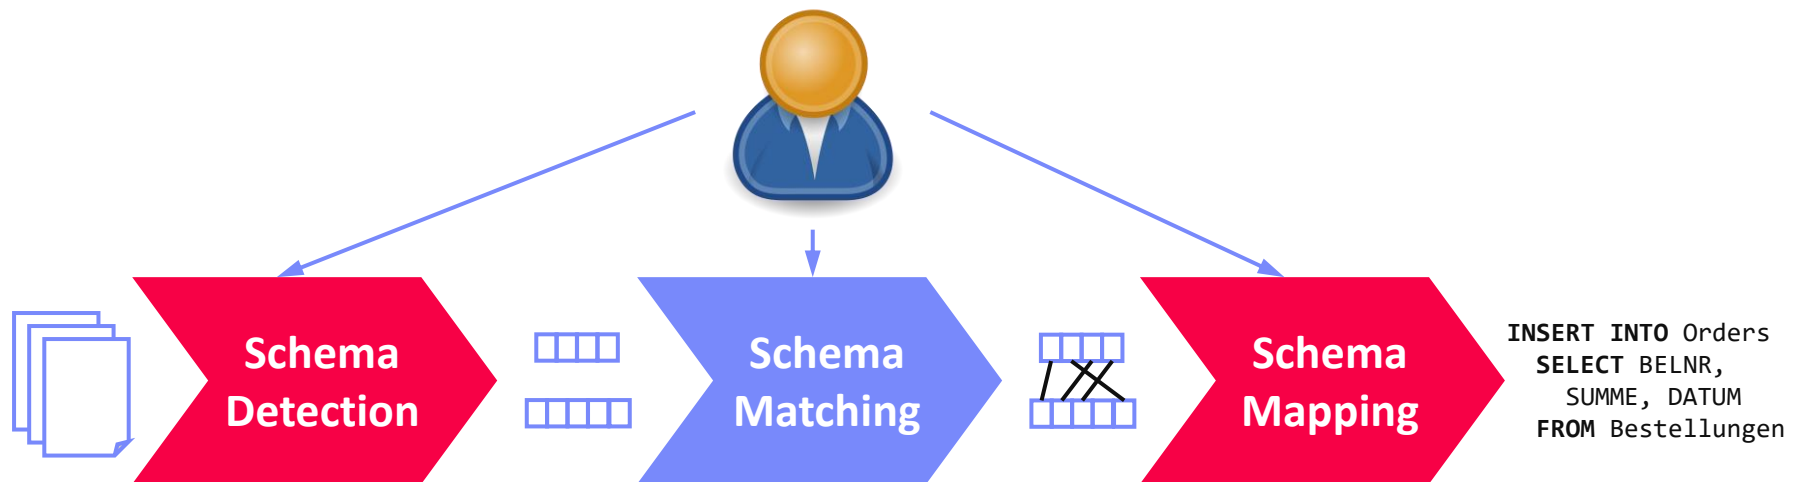 Schema
Detection
Schema
Matching
Schema
Mapping
INSERT INTO Orders
SELECT BELNR,
SUMME, DATUM
FROM Bestellungen